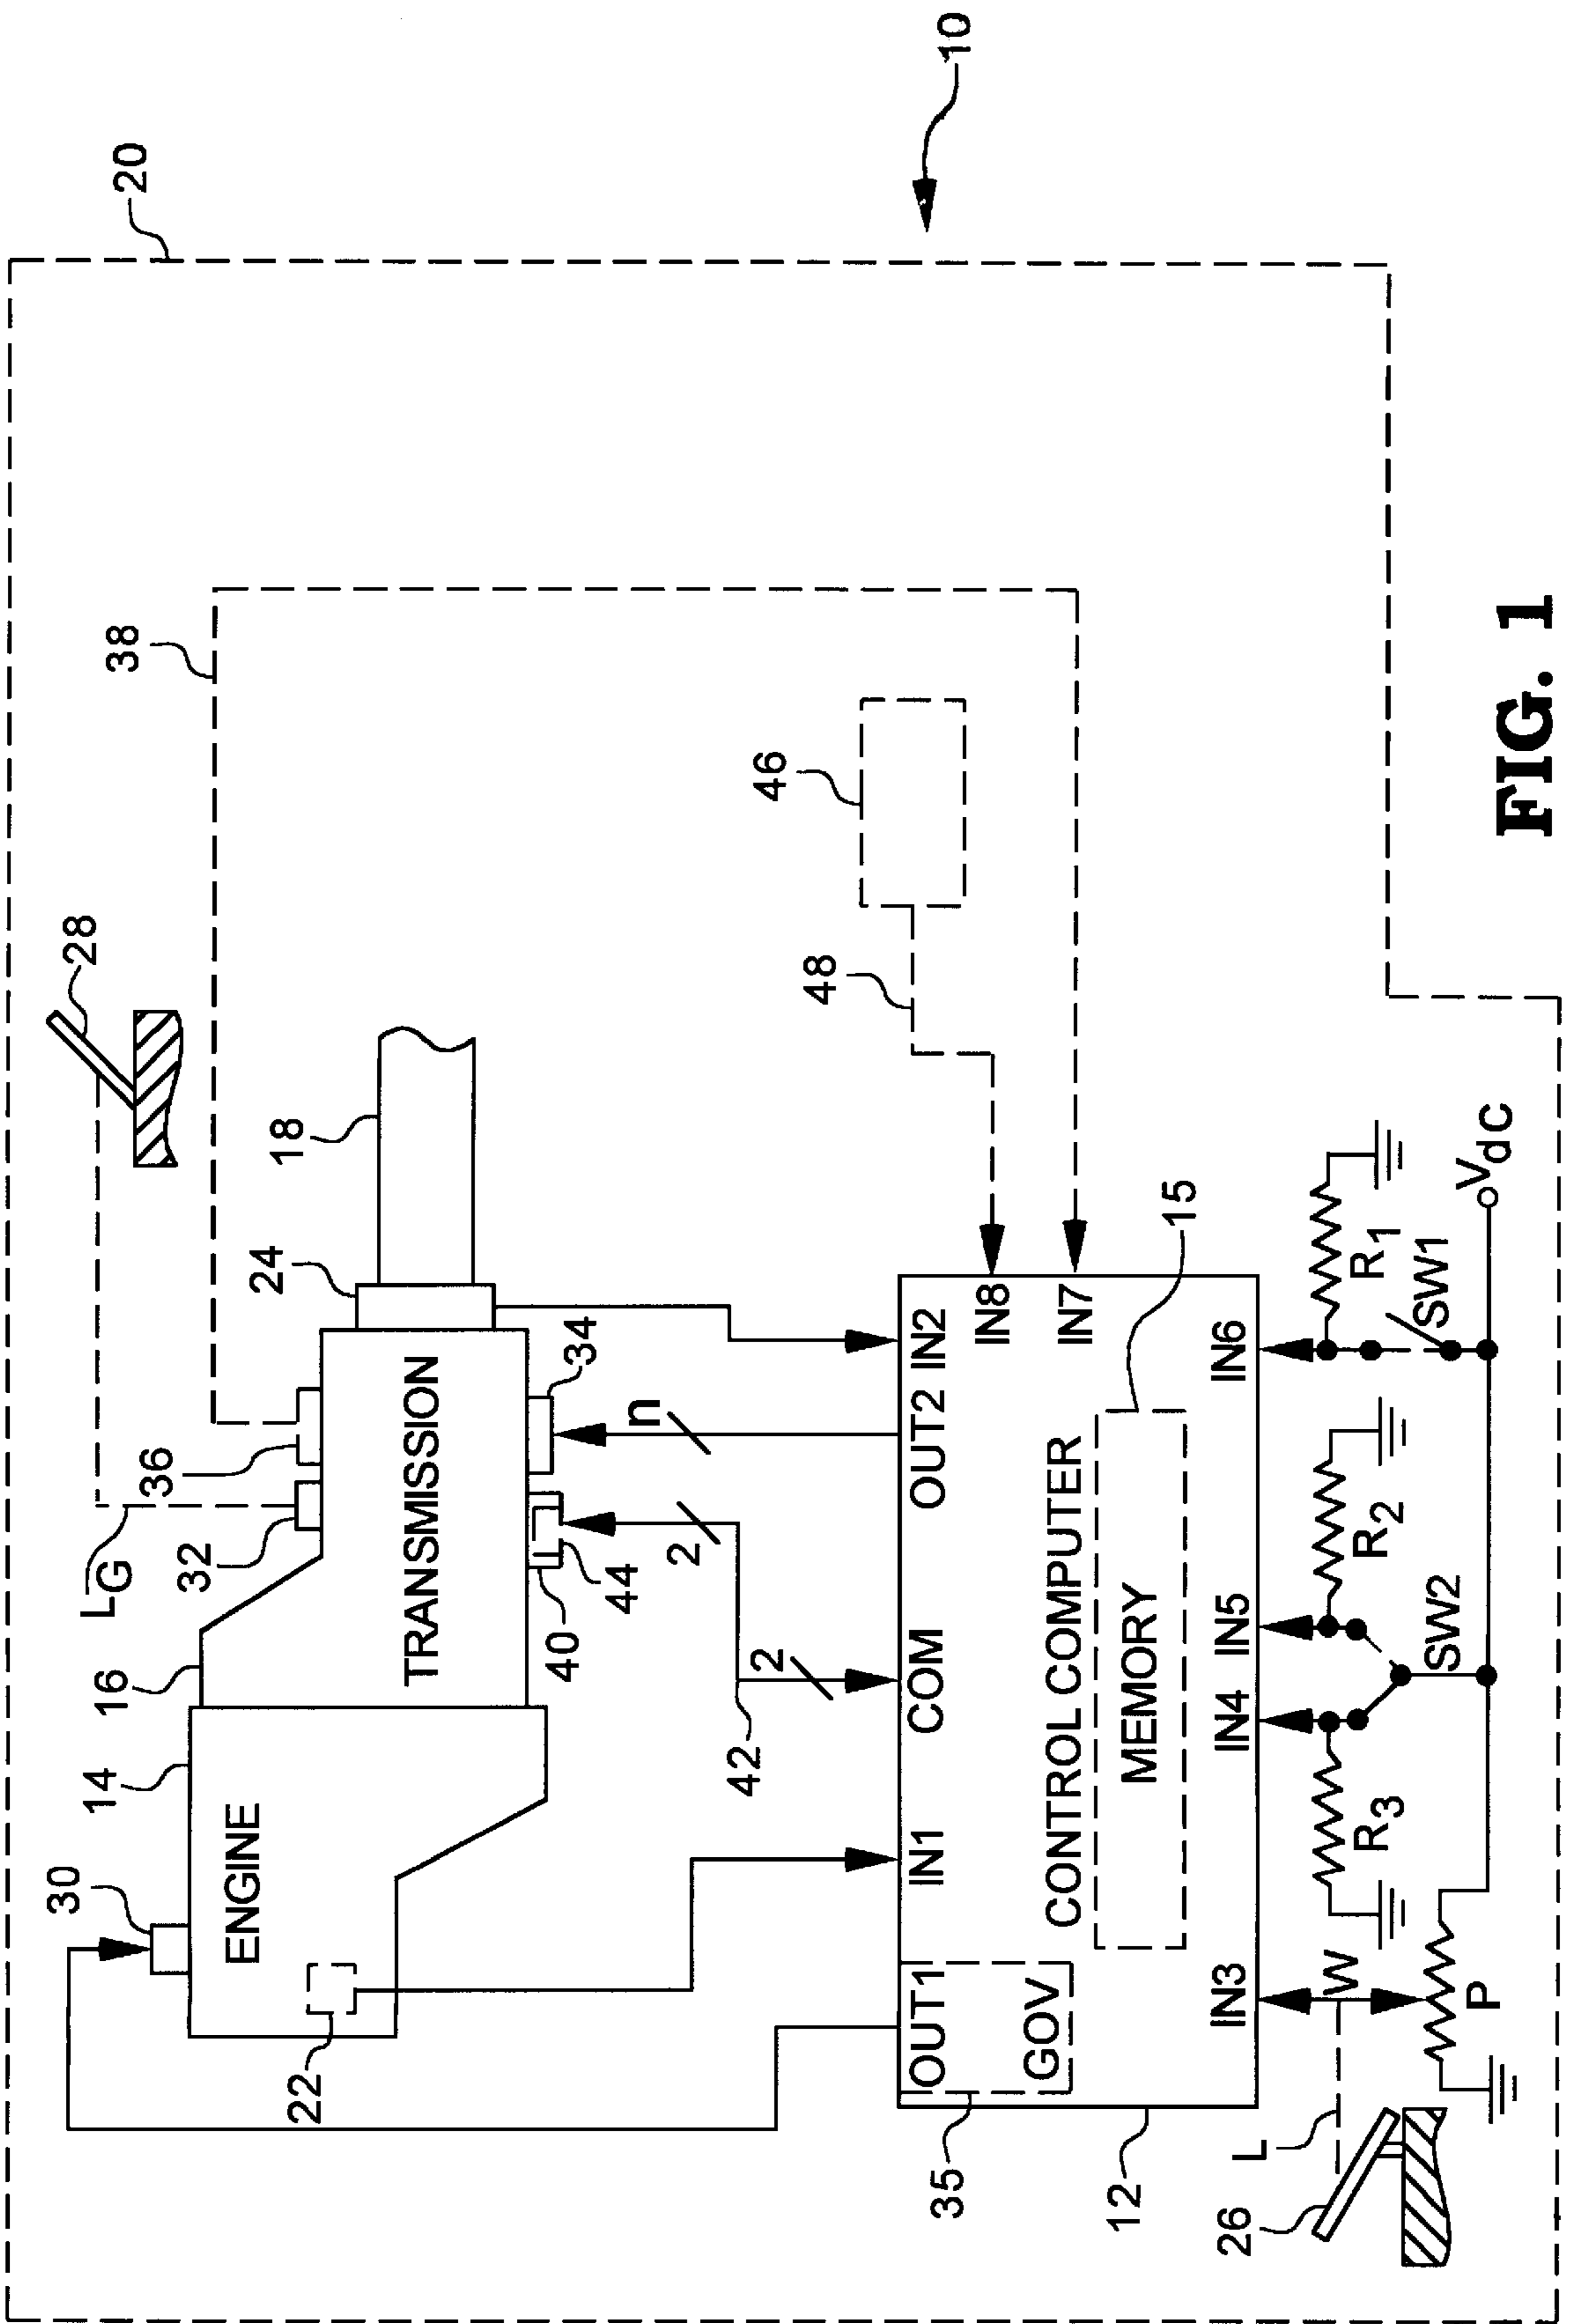 20
10
38
28
LG
36
32
16
14
30
18
24
ENGINE
TRANSMISSION
22
34
n
44
40
2
46
48
2
42
OUT1
IN1
COM
OUT2
IN2
IN8
IN7
GOV
CONTROL COMPUTER
MEMORY
15
35
12
IN3
IN4
IN5
IN6
L
W
26
R3
R2
R1
SW2
SW1
P
VdC
FIG. 1